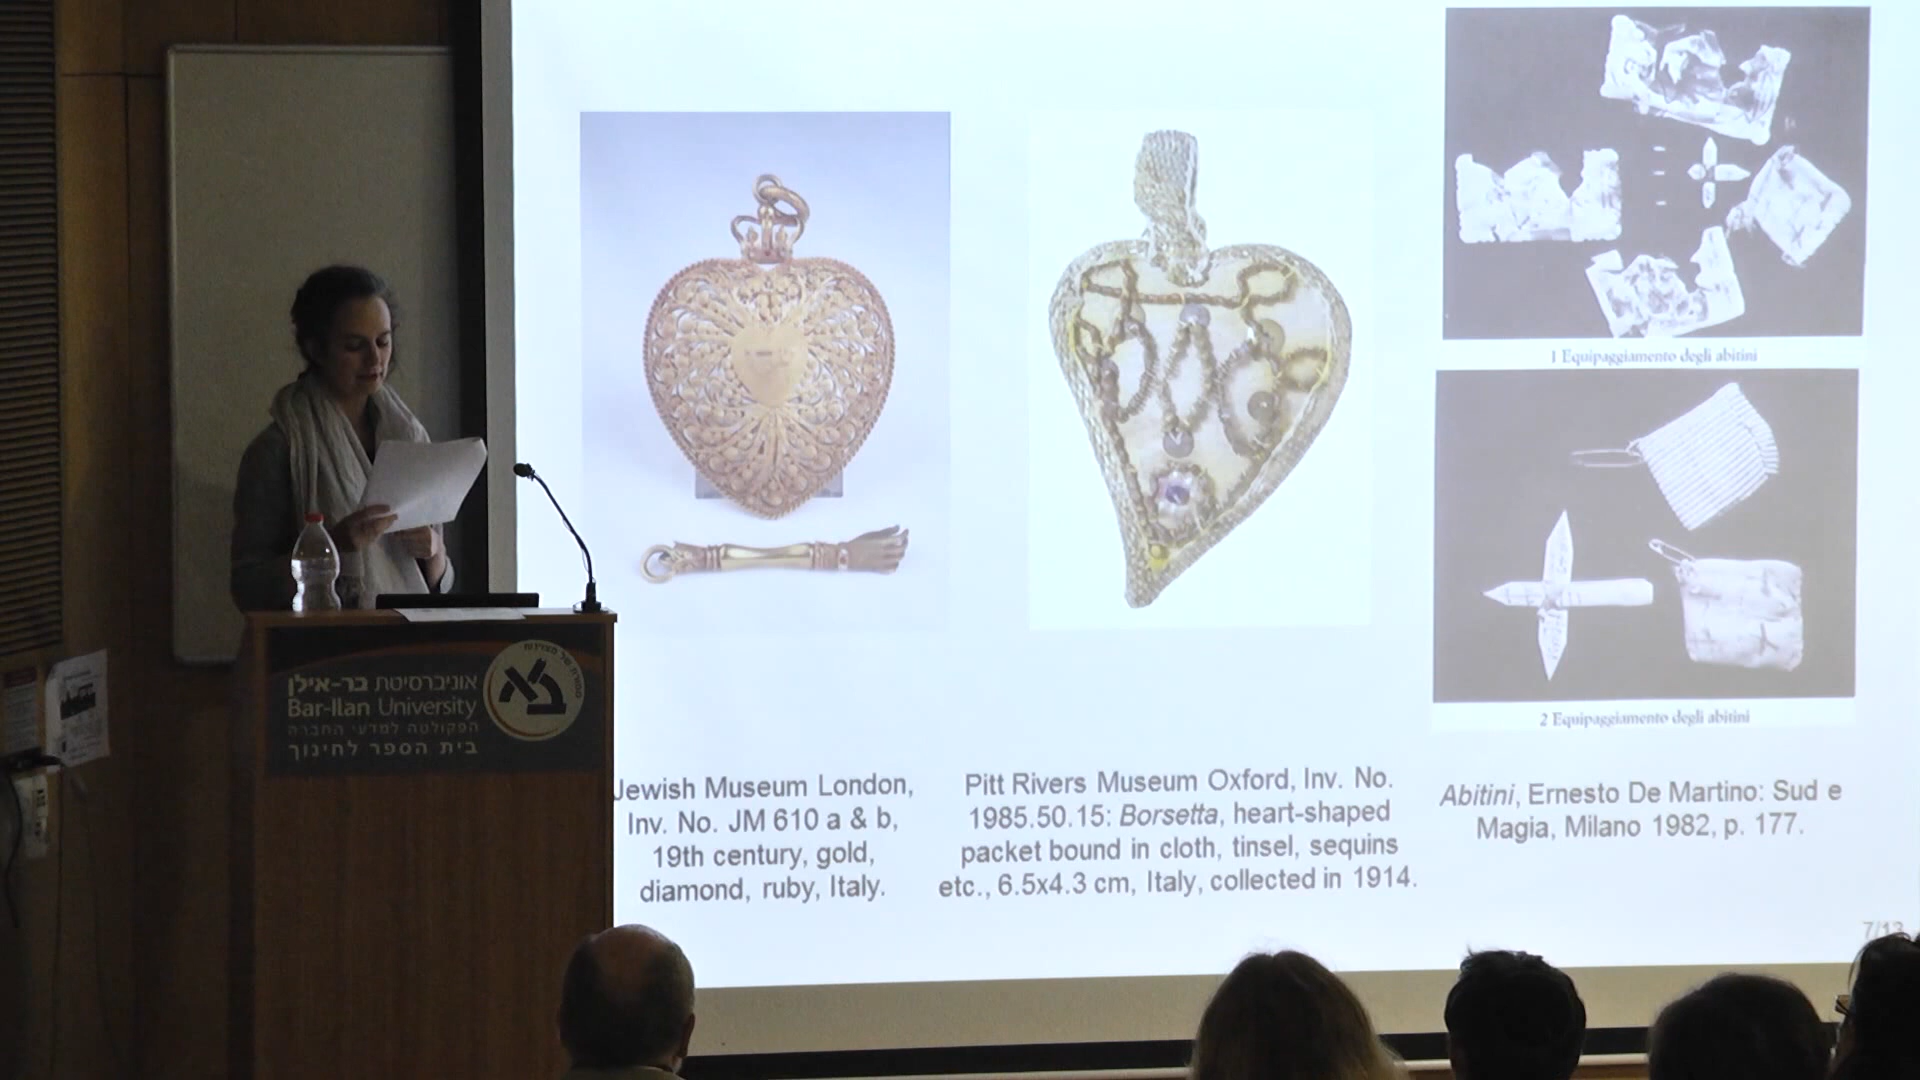 1 Equipaggiamento degli abitini
2 Equipaggiamento degli abitini
Jewish Museum London,
Inv. No. JM 610 a & b,
19th century, gold,
diamond, ruby, Italy.
Pitt Rivers Museum Oxford, Inv. No.
1985.50.15: Borsetta, heart-shaped
packet bound in cloth, tinsel, sequins
etc., 6.5x4.3 cm, Italy, collected in 1914.
Abitini, Ernesto De Martino: Sud e
Magia, Milano 1982, p. 177.
7/13
אוניברסיטת בר-אילן
Bar-Ilan University
הפקולטה למדעי החברה
בית הספר לחינוך